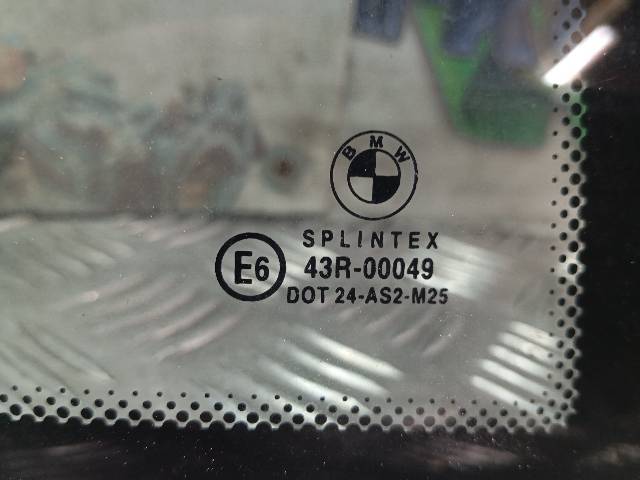 BMW
SPLINTEX
E6 43R-00049
DOT 24-AS2-M25